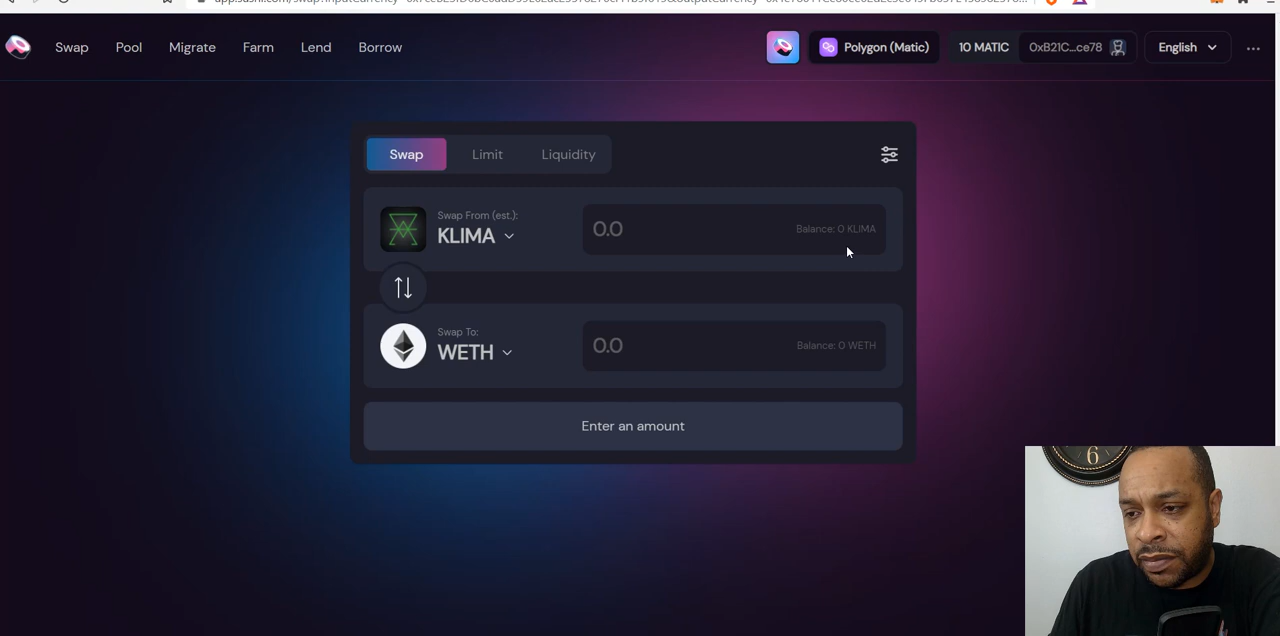 Swap Pool Migrate Farm Lend Borrow Polygon (Matic) 10 MATIC 0xB21C...ce78 English
Swap Limit Liquidity
Swap From (est.):
KLIMA 0.0 Balance: 0 KLIMA
Swap To:
WETH 0.0 Balance: 0 WETH
Enter an amount
6